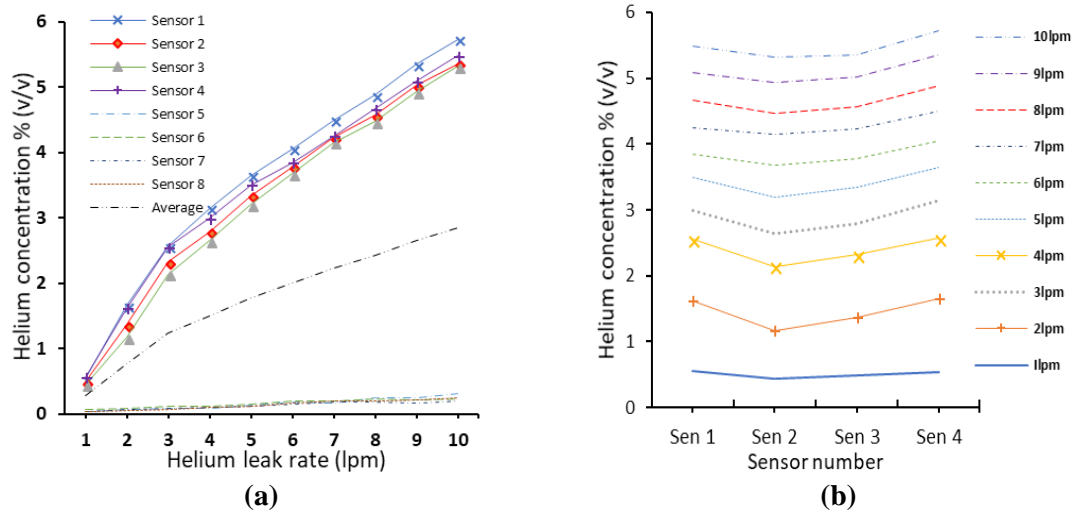 Helium concentration % (v/v)
6
5
4
3
2
1
0
Sensor 1
Sensor 2
Sensor 3
Sensor 4
Sensor 5
Sensor 6
Sensor 7
Sensor 8
Average
1 2 3 4 5 6 7 8 9 10
Helium leak rate (lpm)
(a)
Helium concentration % (v/v)
6
5
4
3
2
1
0
Sen 1 Sen 2 Sen 3 Sen 4
Sensor number
10lpm
9lpm
8lpm
7lpm
6lpm
5lpm
4lpm
3lpm
2lpm
1lpm
(b)